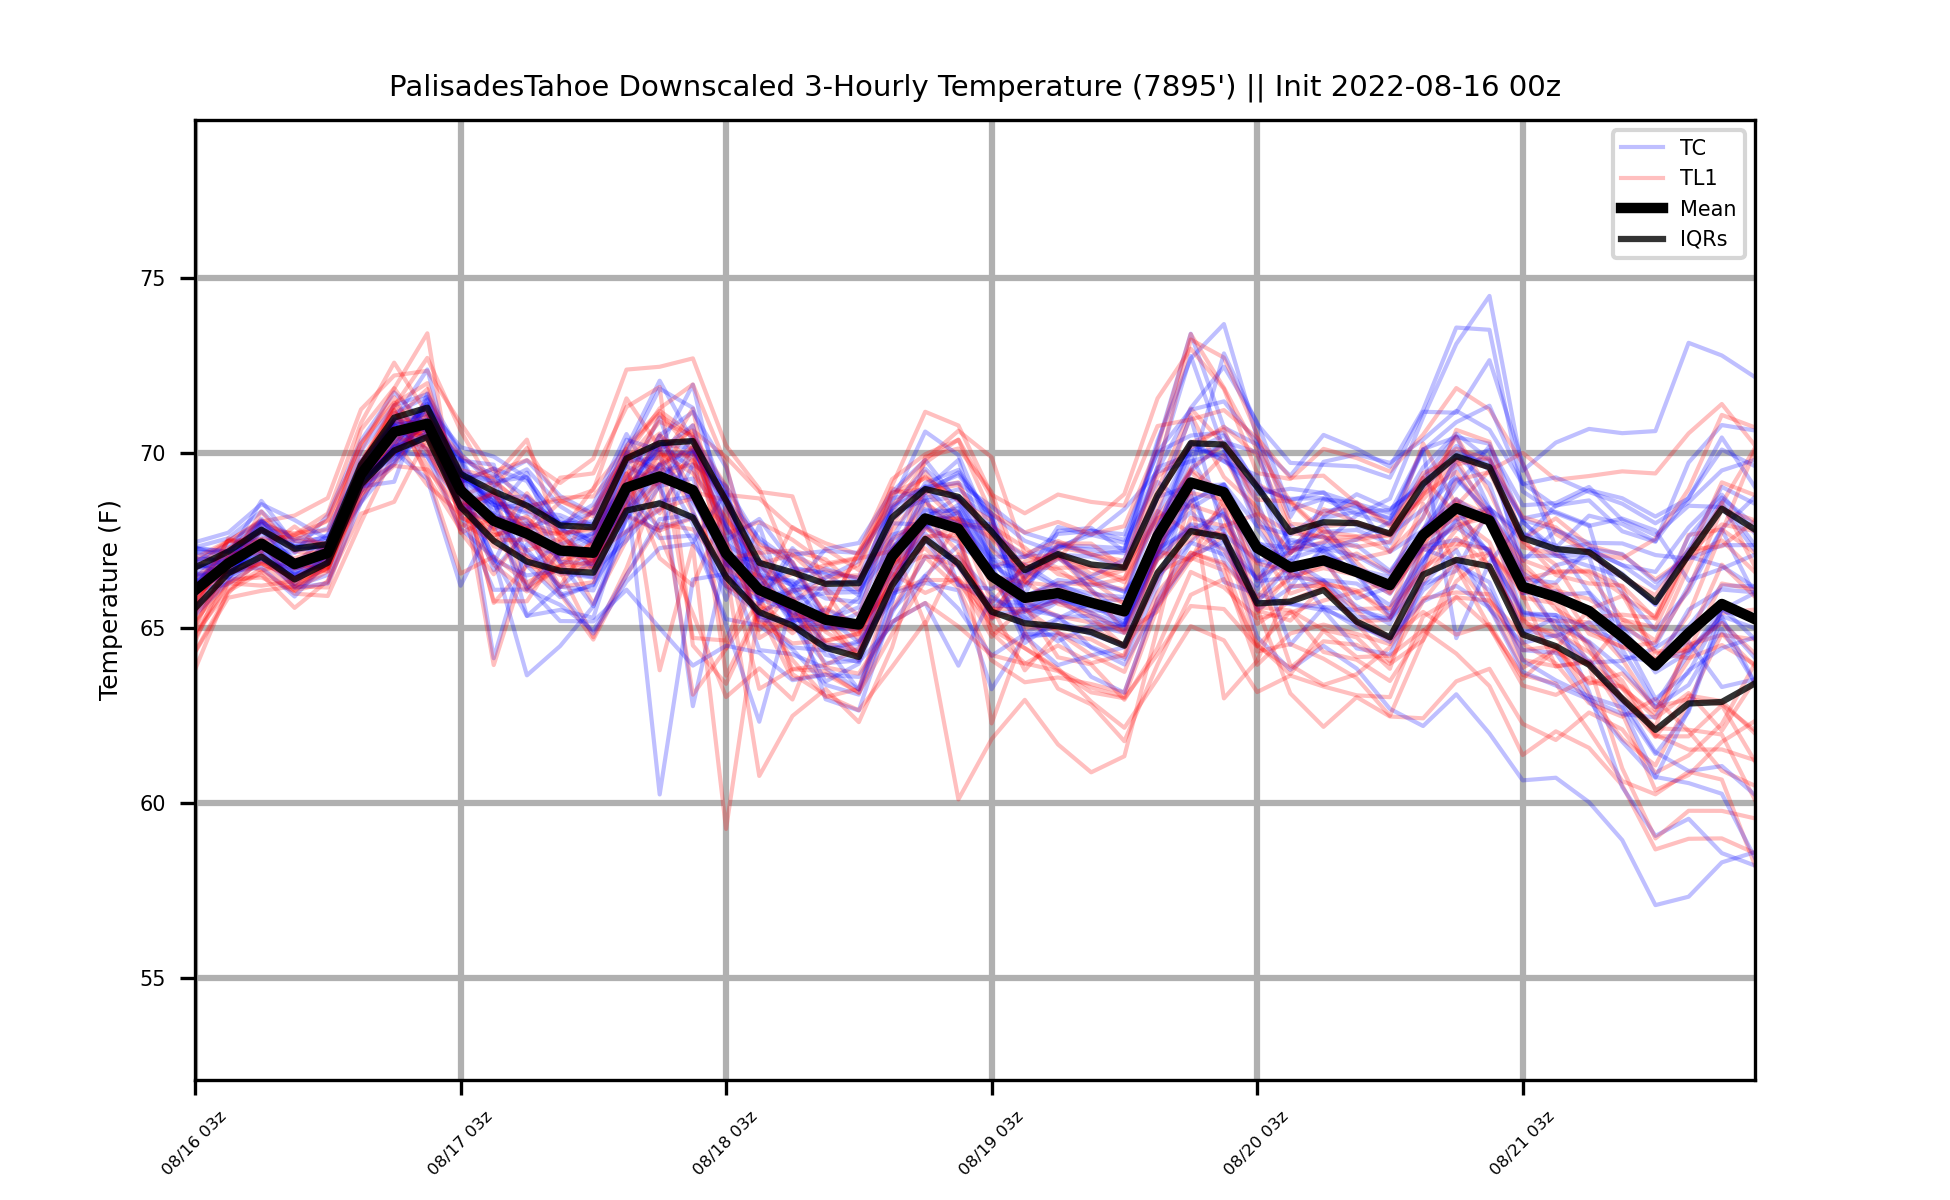 PalisadesTahoe Downscaled 3-Hourly Temperature (7895') || Init 2022-08-16 00z
TC
TL1
Mean
IQRs
Temperature (F)
75
70
65
60
55
08/16 03z
08/17 03z
08/18 03z
08/19 03z
08/20 03z
08/21 03z